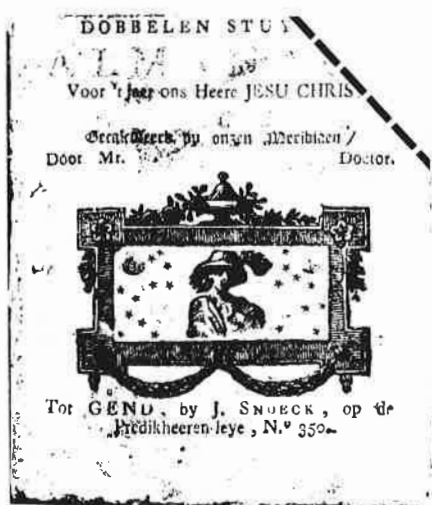 DOBBELEN STUY
ALM
Voor 't jaer ons Heere JESU CHRIS
op onzen Meridiaen /
Door Mr. Doctor.
Tot GEND, by J. SNOECK, op de
Predikheeren-leye, N.º 350.